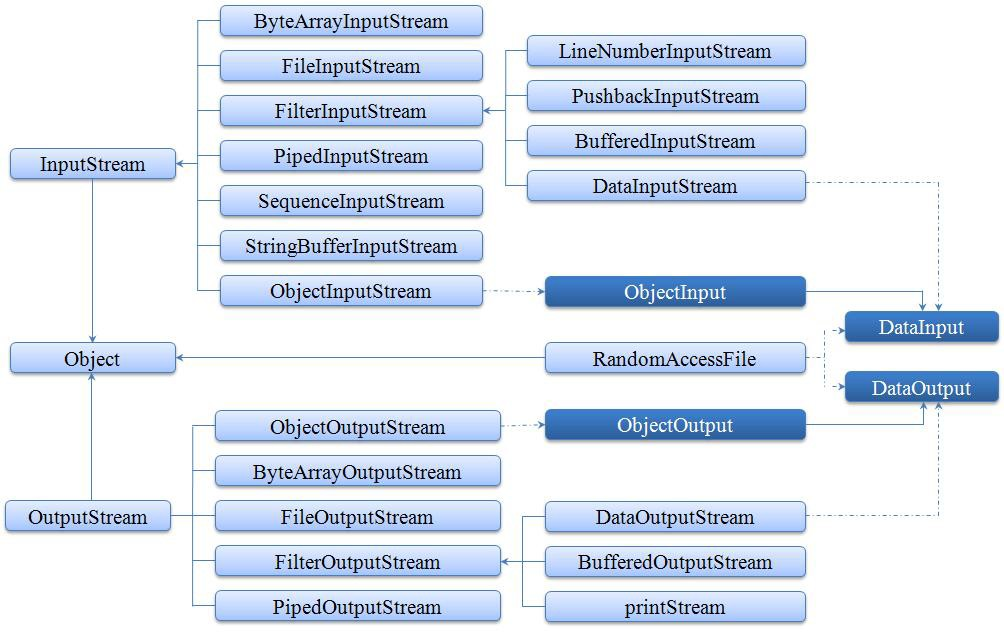 ByteArrayInputStream
FileInputStream
FilterInputStream
PipedInputStream
SequenceInputStream
StringBufferInputStream
ObjectInputStream
InputStream
LineNumberInputStream
PushbackInputStream
BufferedInputStream
DataInputStream
ObjectInput
DataInput
Object
RandomAccessFile
DataOutput
ObjectOutputStream
ObjectOutput
ByteArrayOutputStream
OutputStream
FileOutputStream
FilterOutputStream
PipedOutputStream
DataOutputStream
BufferedOutputStream
printStream